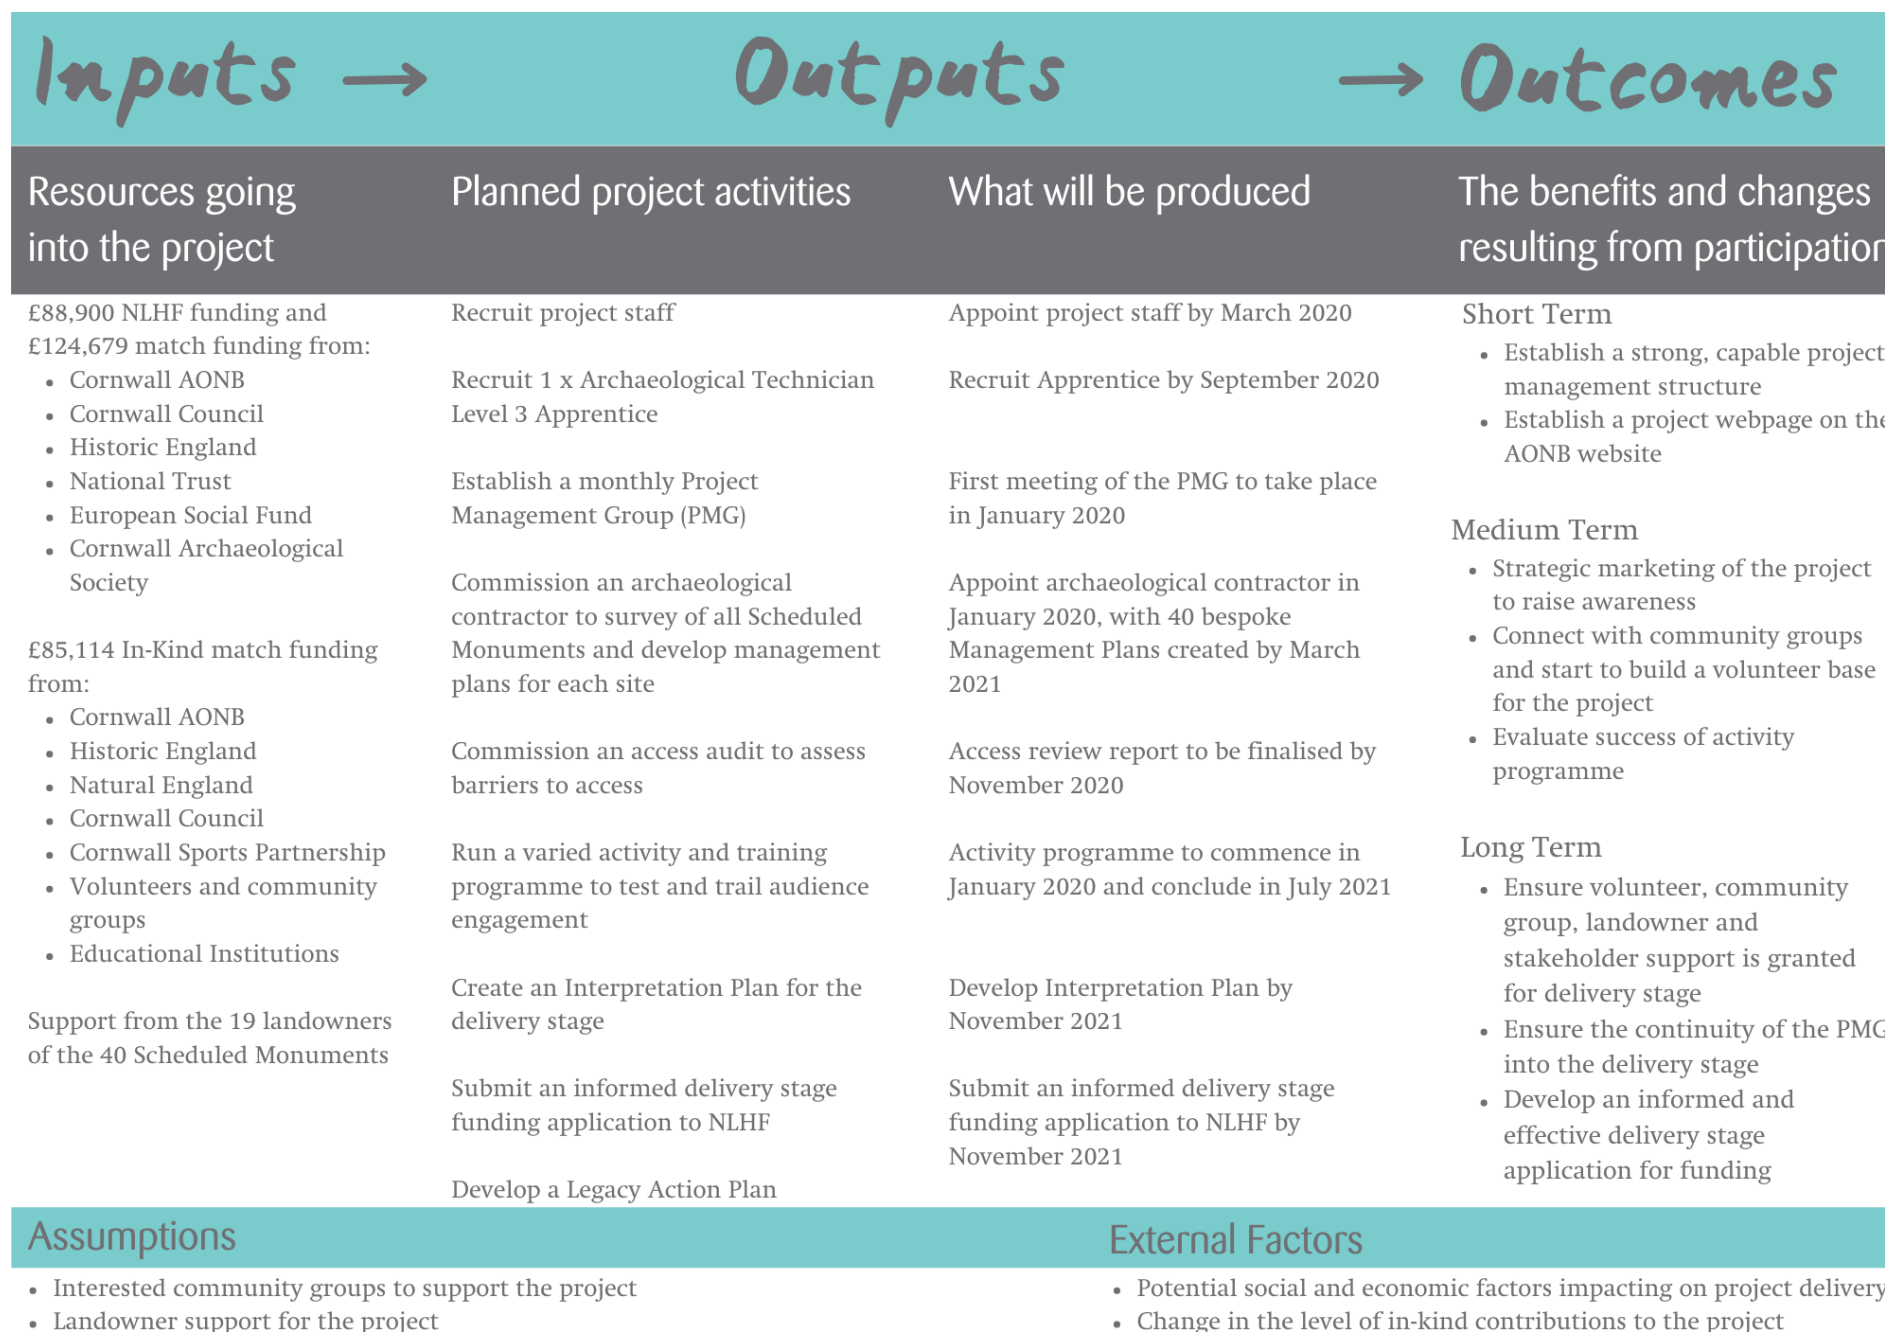 Inputs → Outputs → Outcomes
Resources going
into the project
Planned project activities
What will be produced
The benefits and changes
resulting from participation
£88,900 NLHF funding and
£124,679 match funding from:
• Cornwall AONB
• Cornwall Council
• Historic England
• National Trust
• European Social Fund
• Cornwall Archaeological
Society
£85,114 In-Kind match funding
from:
• Cornwall AONB
• Historic England
• Natural England
• Cornwall Council
• Cornwall Sports Partnership
• Volunteers and community
groups
• Educational Institutions
Support from the 19 landowners
of the 40 Scheduled Monuments
Recruit project staff
Recruit 1 x Archaeological Technician
Level 3 Apprentice
Establish a monthly Project
Management Group (PMG)
Commission an archaeological
contractor to survey of all Scheduled
Monuments and develop management
plans for each site
Commission an access audit to assess
barriers to access
Run a varied activity and training
programme to test and trail audience
engagement
Create an Interpretation Plan for the
delivery stage
Submit an informed delivery stage
funding application to NLHF
Develop a Legacy Action Plan
Appoint project staff by March 2020
Recruit Apprentice by September 2020
First meeting of the PMG to take place
in January 2020
Appoint archaeological contractor in
January 2020, with 40 bespoke
Management Plans created by March
2021
Access review report to be finalised by
November 2020
Activity programme to commence in
January 2020 and conclude in July 2021
Develop Interpretation Plan by
November 2021
Submit an informed delivery stage
funding application to NLHF by
November 2021
Short Term
• Establish a strong, capable project
management structure
• Establish a project webpage on the
AONB website
Medium Term
• Strategic marketing of the project
to raise awareness
• Connect with community groups
and start to build a volunteer base
for the project
• Evaluate success of activity
programme
Long Term
• Ensure volunteer, community
group, landowner and
stakeholder support is granted
for delivery stage
• Ensure the continuity of the PMG
into the delivery stage
• Develop an informed and
effective delivery stage
application for funding
Assumptions
• Interested community groups to support the project
• Landowner support for the project
External Factors
• Potential social and economic factors impacting on project delivery
• Change in the level of in-kind contributions to the project